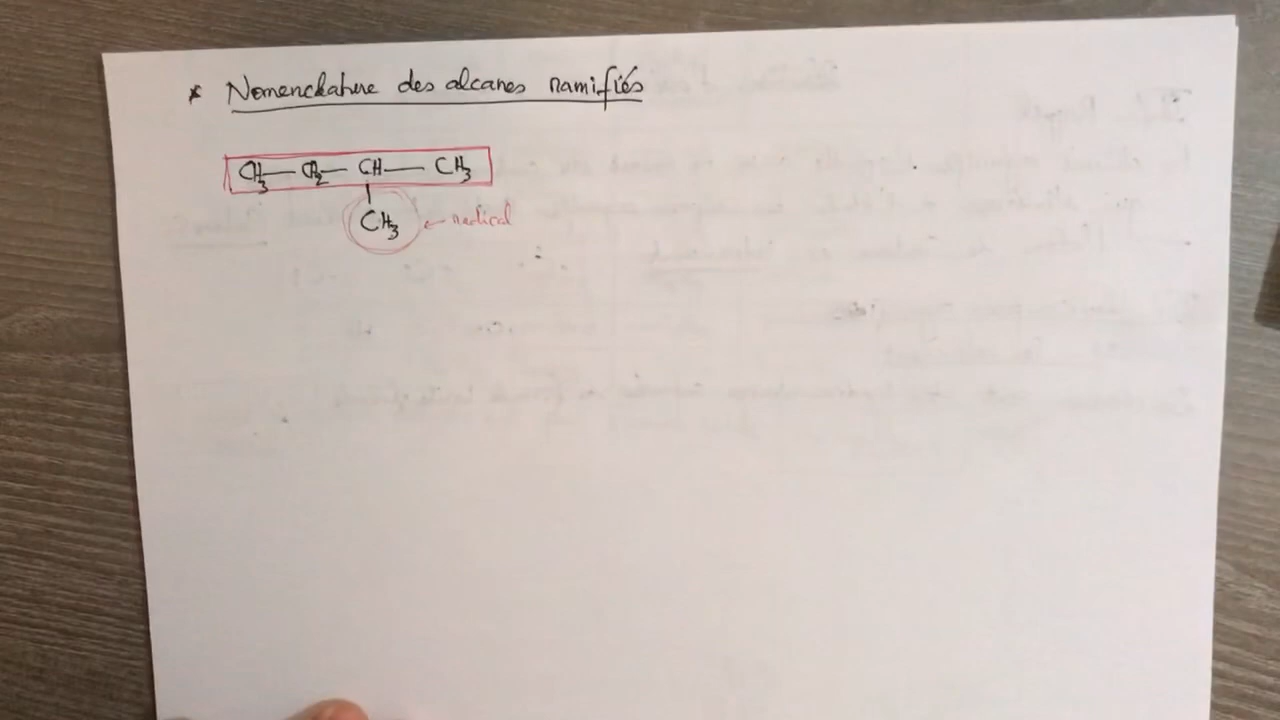 * Nomenclature des alcanes ramifiés
CH3 — CH2 — CH — CH3
CH3 ← radical